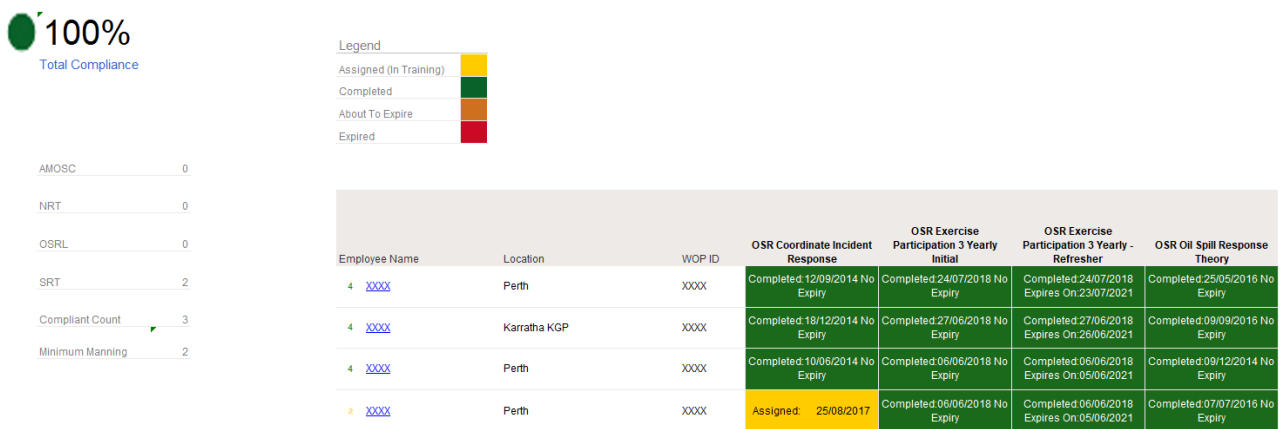 100%
Total Compliance
Legend
Assigned (In Training)
Completed
About To Expire
Expired
AMOSC 0
NRT 0
OSRL 0
SRT 2
Compliant Count 3
Minimum Manning 2
Employee Name Location WOP ID OSR Coordinate Incident Response OSR Exercise Participation 3 Yearly Initial OSR Exercise Participation 3 Yearly - Refresher OSR Oil Spill Response Theory
4 XXXX Perth XXXX Completed:12/09/2014 No Expiry Completed:24/07/2018 No Expiry Completed:24/07/2018 Expires On:23/07/2021 Completed:25/05/2016 No Expiry
4 XXXX Karratha KGP XXXX Completed:18/12/2014 No Expiry Completed:27/06/2018 No Expiry Completed:27/06/2018 Expires On:26/06/2021 Completed:09/09/2016 No Expiry
4 XXXX Perth XXXX Completed:10/06/2014 No Expiry Completed:06/06/2018 No Expiry Completed:06/06/2018 Expires On:05/06/2021 Completed:09/12/2014 No Expiry
2 XXXX Perth XXXX Assigned: 25/08/2017 Completed:06/06/2018 No Expiry Completed:06/06/2018 Expires On:05/06/2021 Completed:07/07/2016 No Expiry